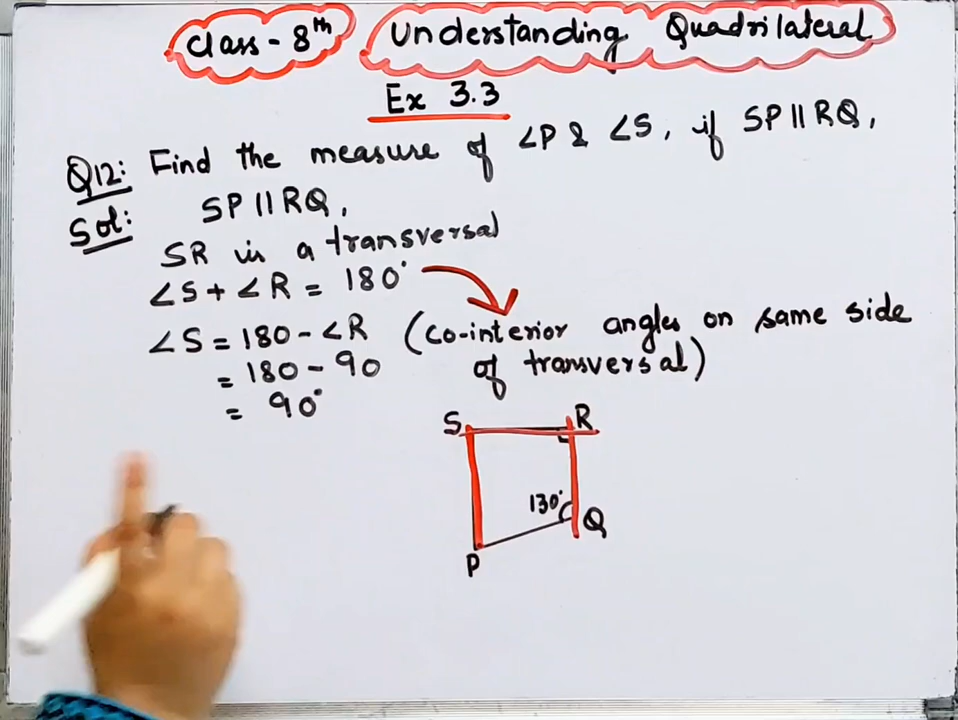 Class - 8th Understanding Quadrilateral
Ex 3.3
Q12: Find the measure of ∠P & ∠S, if SP || RQ,
Sol: SP || RQ,
SR is a transversal
∠S + ∠R = 180°
∠S = 180 - ∠R (Co-interior angles on same side
= 180 - 90 of transversal)
= 90°
S R
130° Q
P